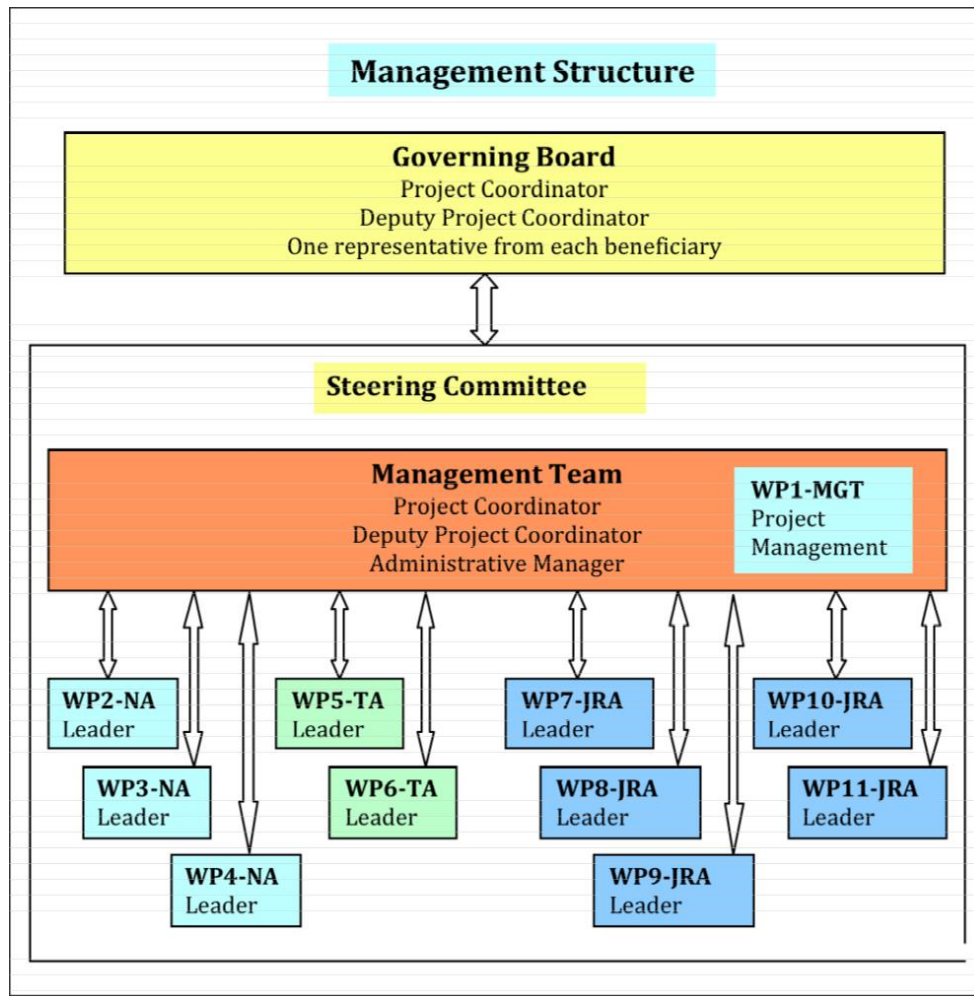 Management Structure
Governing Board
Project Coordinator
Deputy Project Coordinator
One representative from each beneficiary
Steering Committee
Management Team
Project Coordinator
Deputy Project Coordinator
Administrative Manager
WP1-MGT
Project
Management
WP2-NA
Leader
WP5-TA
Leader
WP7-JRA
Leader
WP10-JRA
Leader
WP3-NA
Leader
WP6-TA
Leader
WP8-JRA
Leader
WP11-JRA
Leader
WP4-NA
Leader
WP9-JRA
Leader